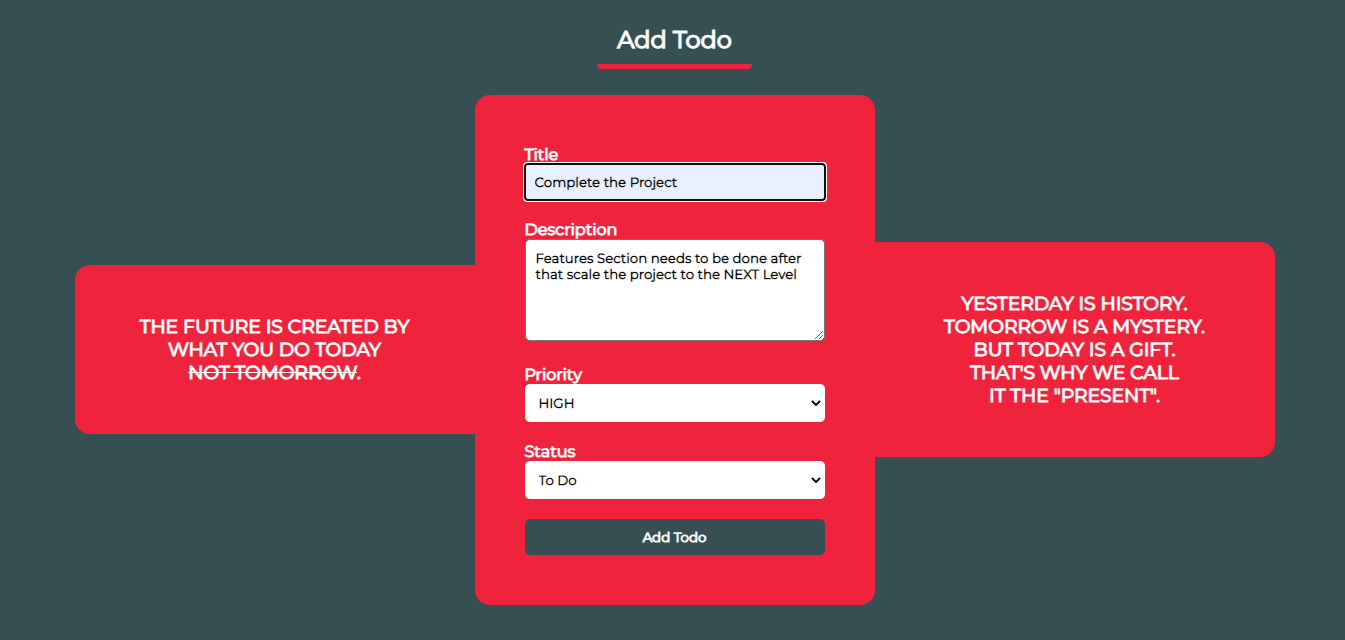 Add Todo
THE FUTURE IS CREATED BY
WHAT YOU DO TODAY
NOT TOMORROW.
Title
Complete the Project
Description
Features Section needs to be done after
that scale the project to the NEXT Level
Priority
HIGH
Status
To Do
Add Todo
YESTERDAY IS HISTORY.
TOMORROW IS A MYSTERY.
BUT TODAY IS A GIFT.
THAT'S WHY WE CALL
IT THE "PRESENT".